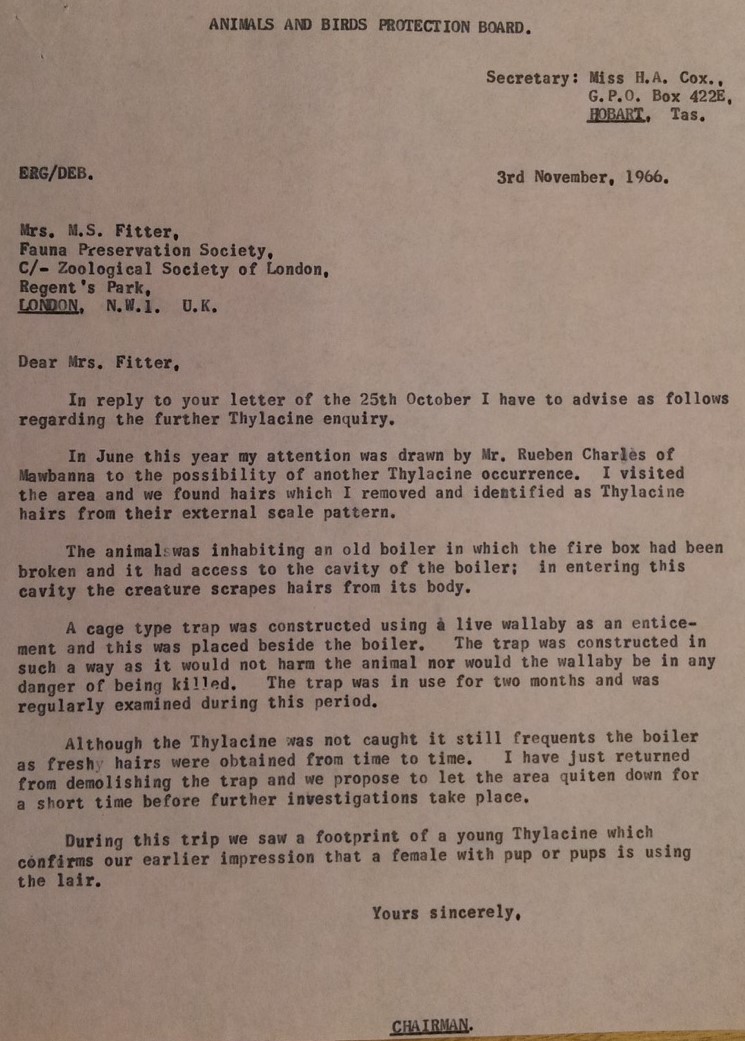 ANIMALS AND BIRDS PROTECTION BOARD.
Secretary: Miss H.A. Cox.,
G.P.O. Box 422E,
HOBART, Tas.
ERG/DEB.
3rd November, 1966.
Mrs. M.S. Fitter,
Fauna Preservation Society,
C/- Zoological Society of London,
Regent's Park,
LONDON, N.W.1. U.K.
Dear Mrs. Fitter,
In reply to your letter of the 25th October I have to advise as follows
regarding the further Thylacine enquiry.
In June this year my attention was drawn by Mr. Rueben Charles of
Mawbanna to the possibility of another Thylacine occurrence. I visited
the area and we found hairs which I removed and identified as Thylacine
hairs from their external scale pattern.
The animal was inhabiting an old boiler in which the fire box had been
broken and it had access to the cavity of the boiler; in entering this
cavity the creature scrapes hairs from its body.
A cage type trap was constructed using a live wallaby as an entice-
ment and this was placed beside the boiler. The trap was constructed in
such a way as it would not harm the animal nor would the wallaby be in any
danger of being killed. The trap was in use for two months and was
regularly examined during this period.
Although the Thylacine was not caught it still frequents the boiler
as fresh hairs were obtained from time to time. I have just returned
from demolishing the trap and we propose to let the area quiten down for
a short time before further investigations take place.
During this trip we saw a footprint of a young Thylacine which
confirms our earlier impression that a female with pup or pups is using
the lair.
Yours sincerely,
CHAIRMAN.